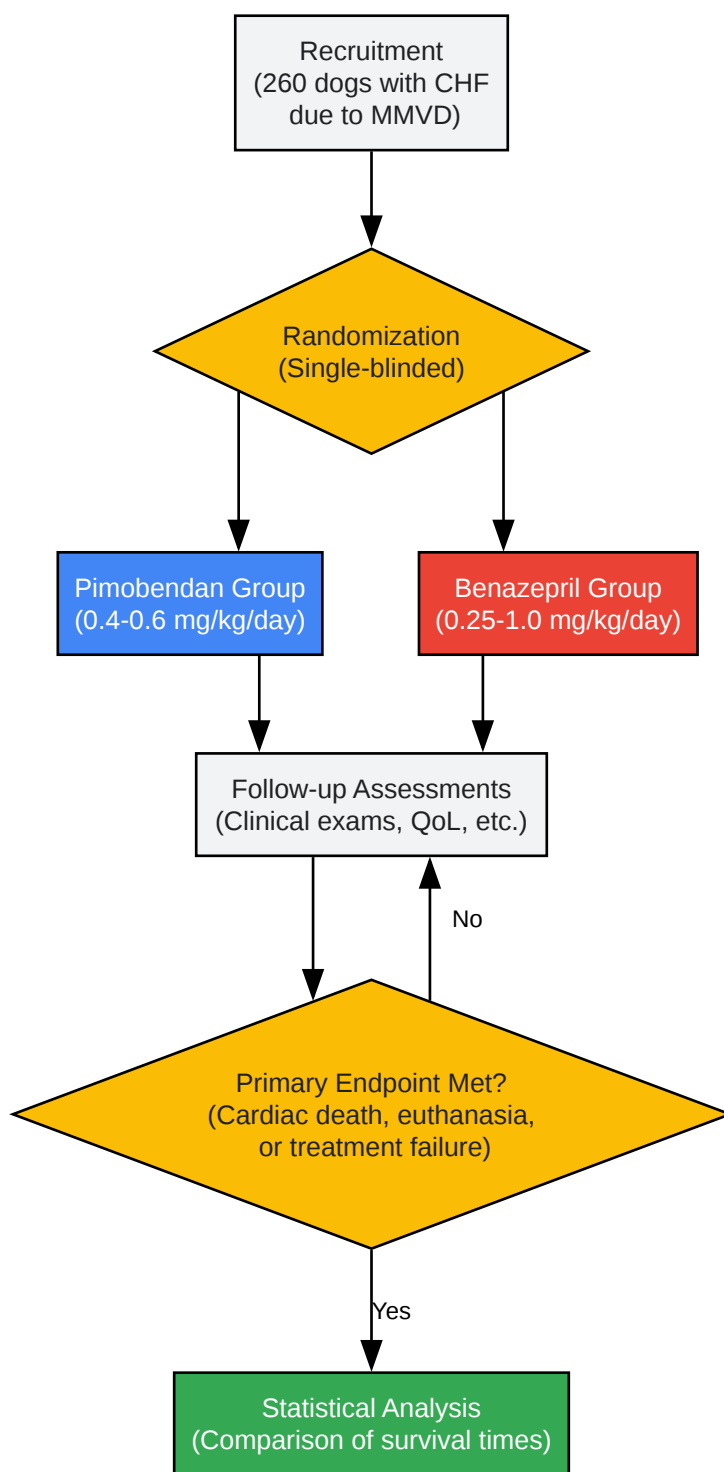 Recruitment
(260 dogs with CHF
due to MMVD)
Randomization
(Single-blinded)
Pimobendan Group
(0.4-0.6 mg/kg/day)
Benazepril Group
(0.25-1.0 mg/kg/day)
Follow-up Assessments
(Clinical exams, QoL, etc.)
No
Primary Endpoint Met?
(Cardiac death, euthanasia,
or treatment failure)
Yes
Statistical Analysis
(Comparison of survival times)